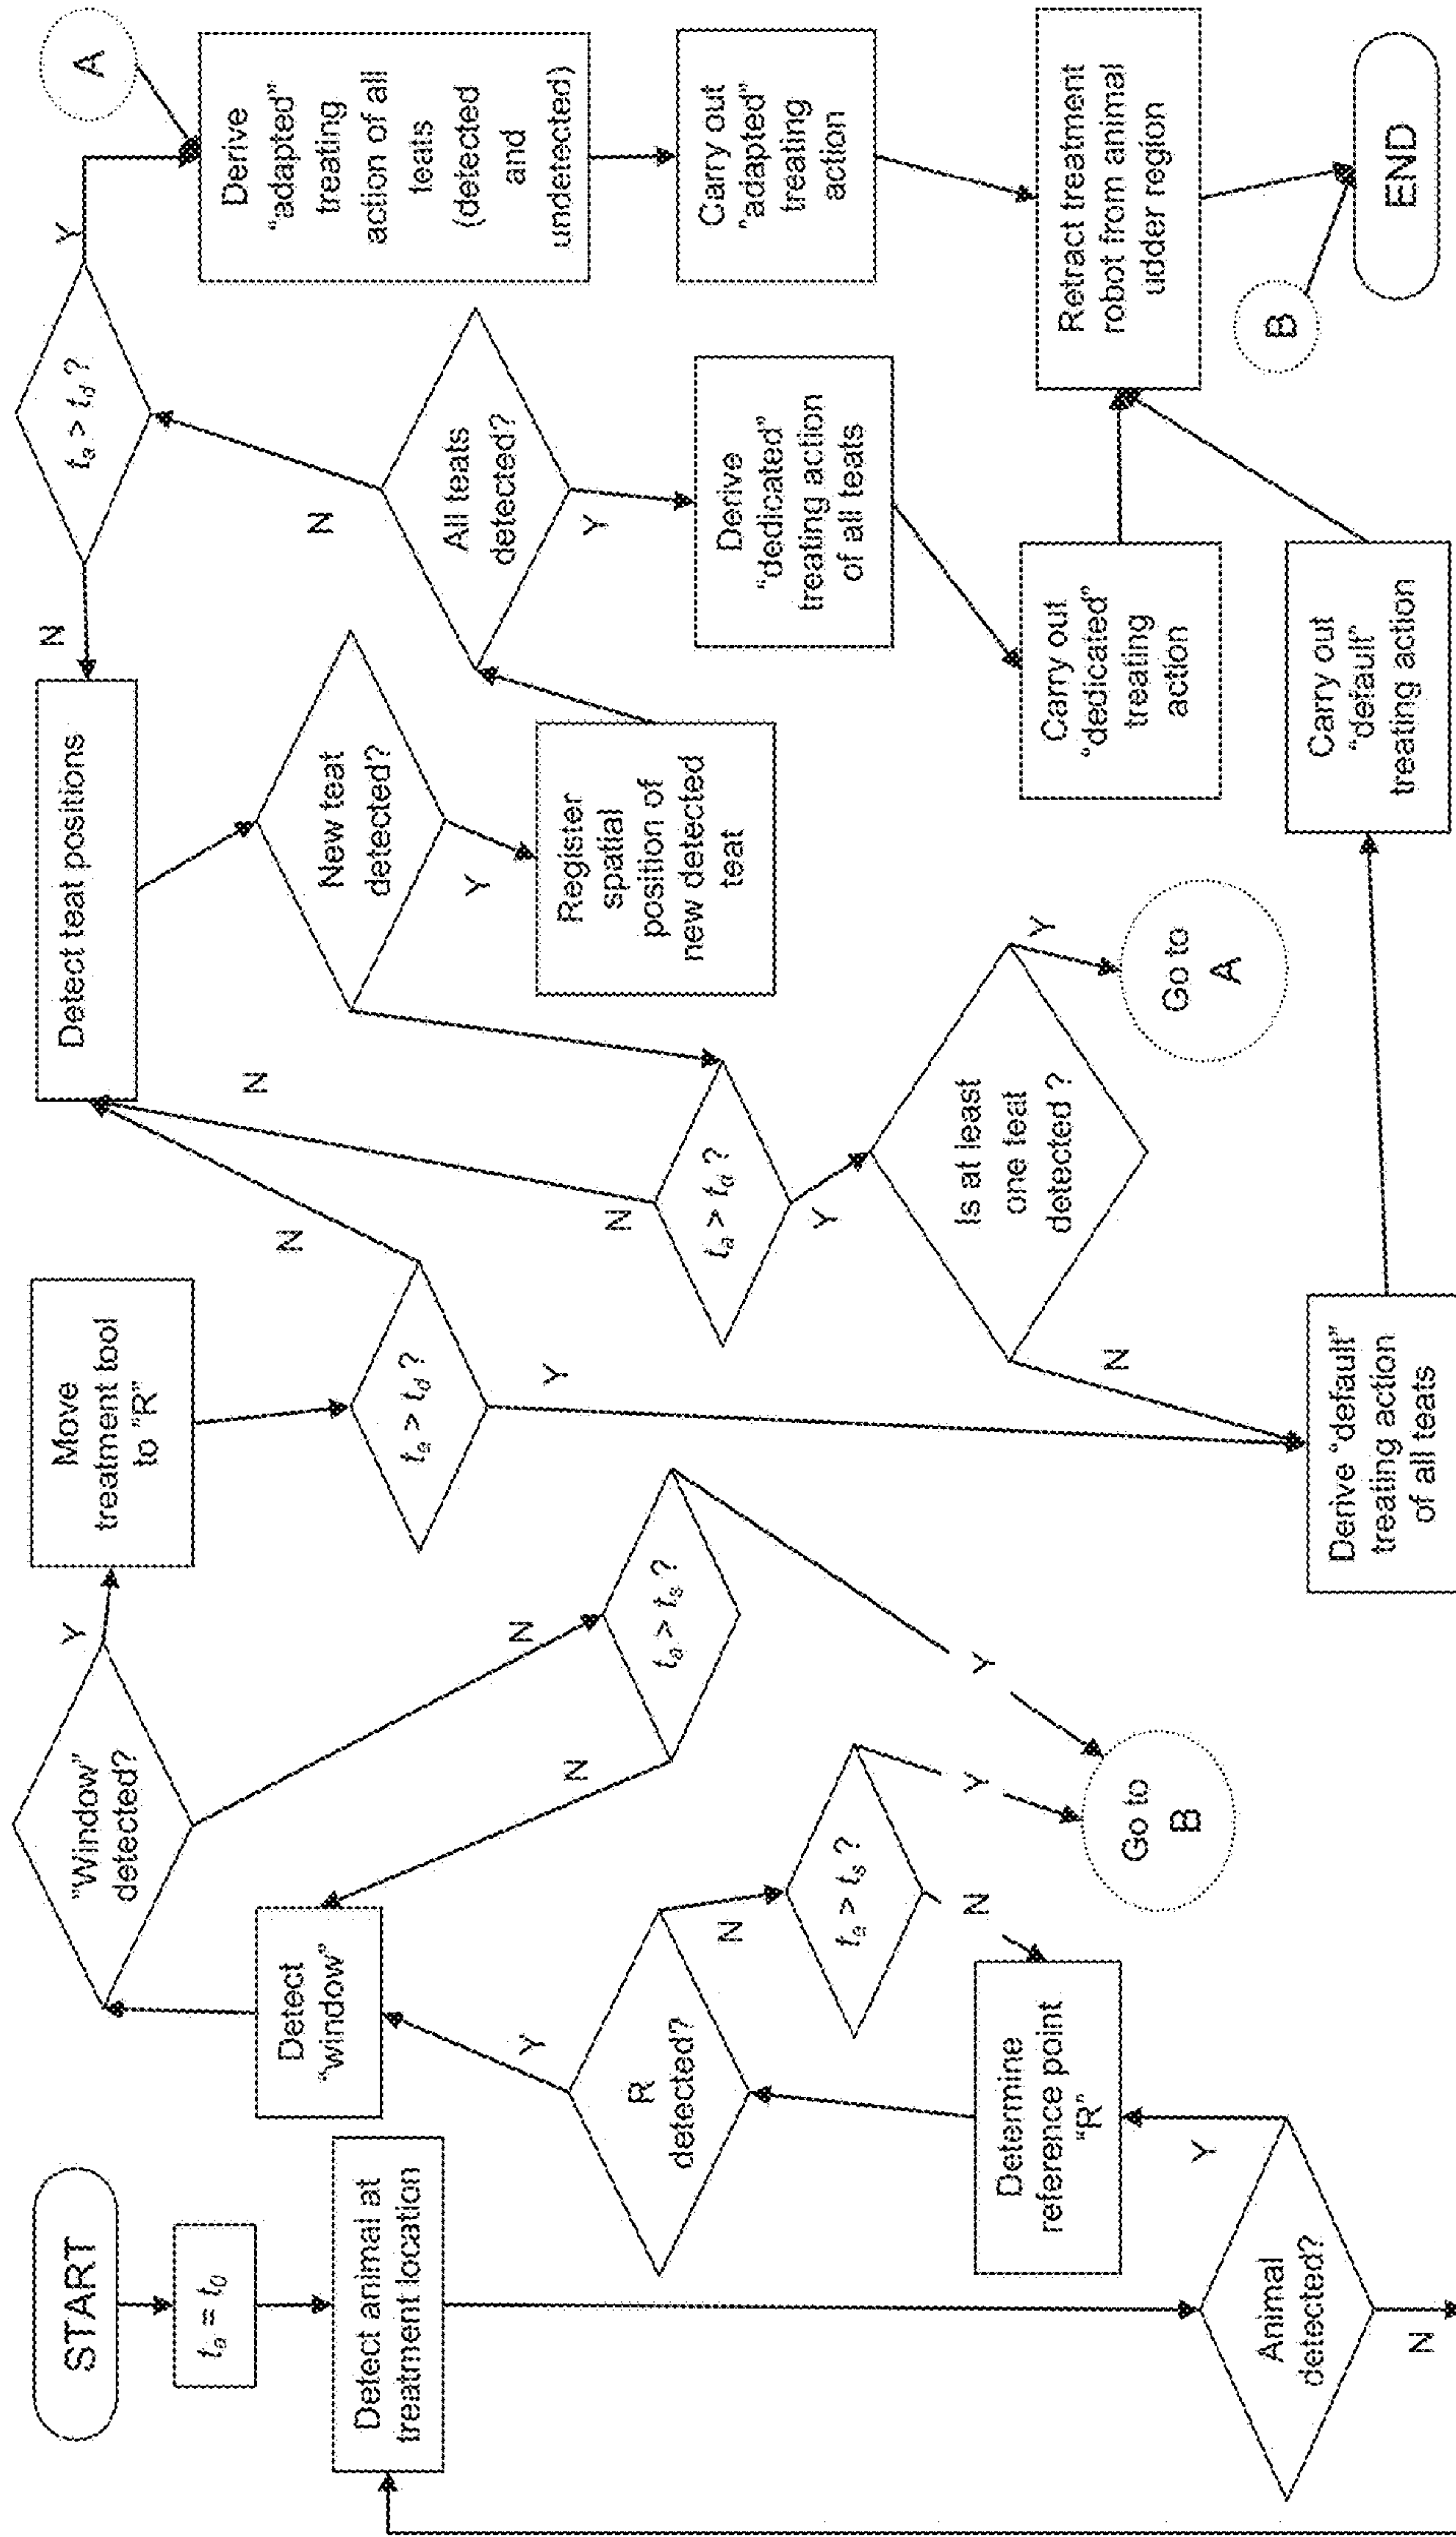 START
tₐ = t₀
Detect animal at
treatment location
Animal
detected?
N
Y
Determine
reference point
"R"
R
detected?
Y
N
tₐ > tₛ ?
N
Y
Go to
B
Detect
"window"
"Window"
detected?
Y
N
tₐ > tₛ ?
N
Y
Move
treatment tool
to "R"
tₐ > t_d ?
N
Y
Derive "default"
treating action
of all teats
Detect teat positions
New teat
detected?
Y
N
Register
spatial
position of
new detected
teat
tₐ > t_d ?
N
Y
Is at least
one teat
detected ?
N
Y
Go to
A
All teats
detected?
N
Y
tₐ > t_d ?
N
Y
Derive
"dedicated"
treating action
of all teats
Carry out
"dedicated"
treating
action
Carry out
"default"
treating action
A
Derive
"adapted"
treating
action of all
teats
(detected
and
undetected)
Carry out
"adapted"
treating
action
Retract treatment
robot from animal
udder region
B
END